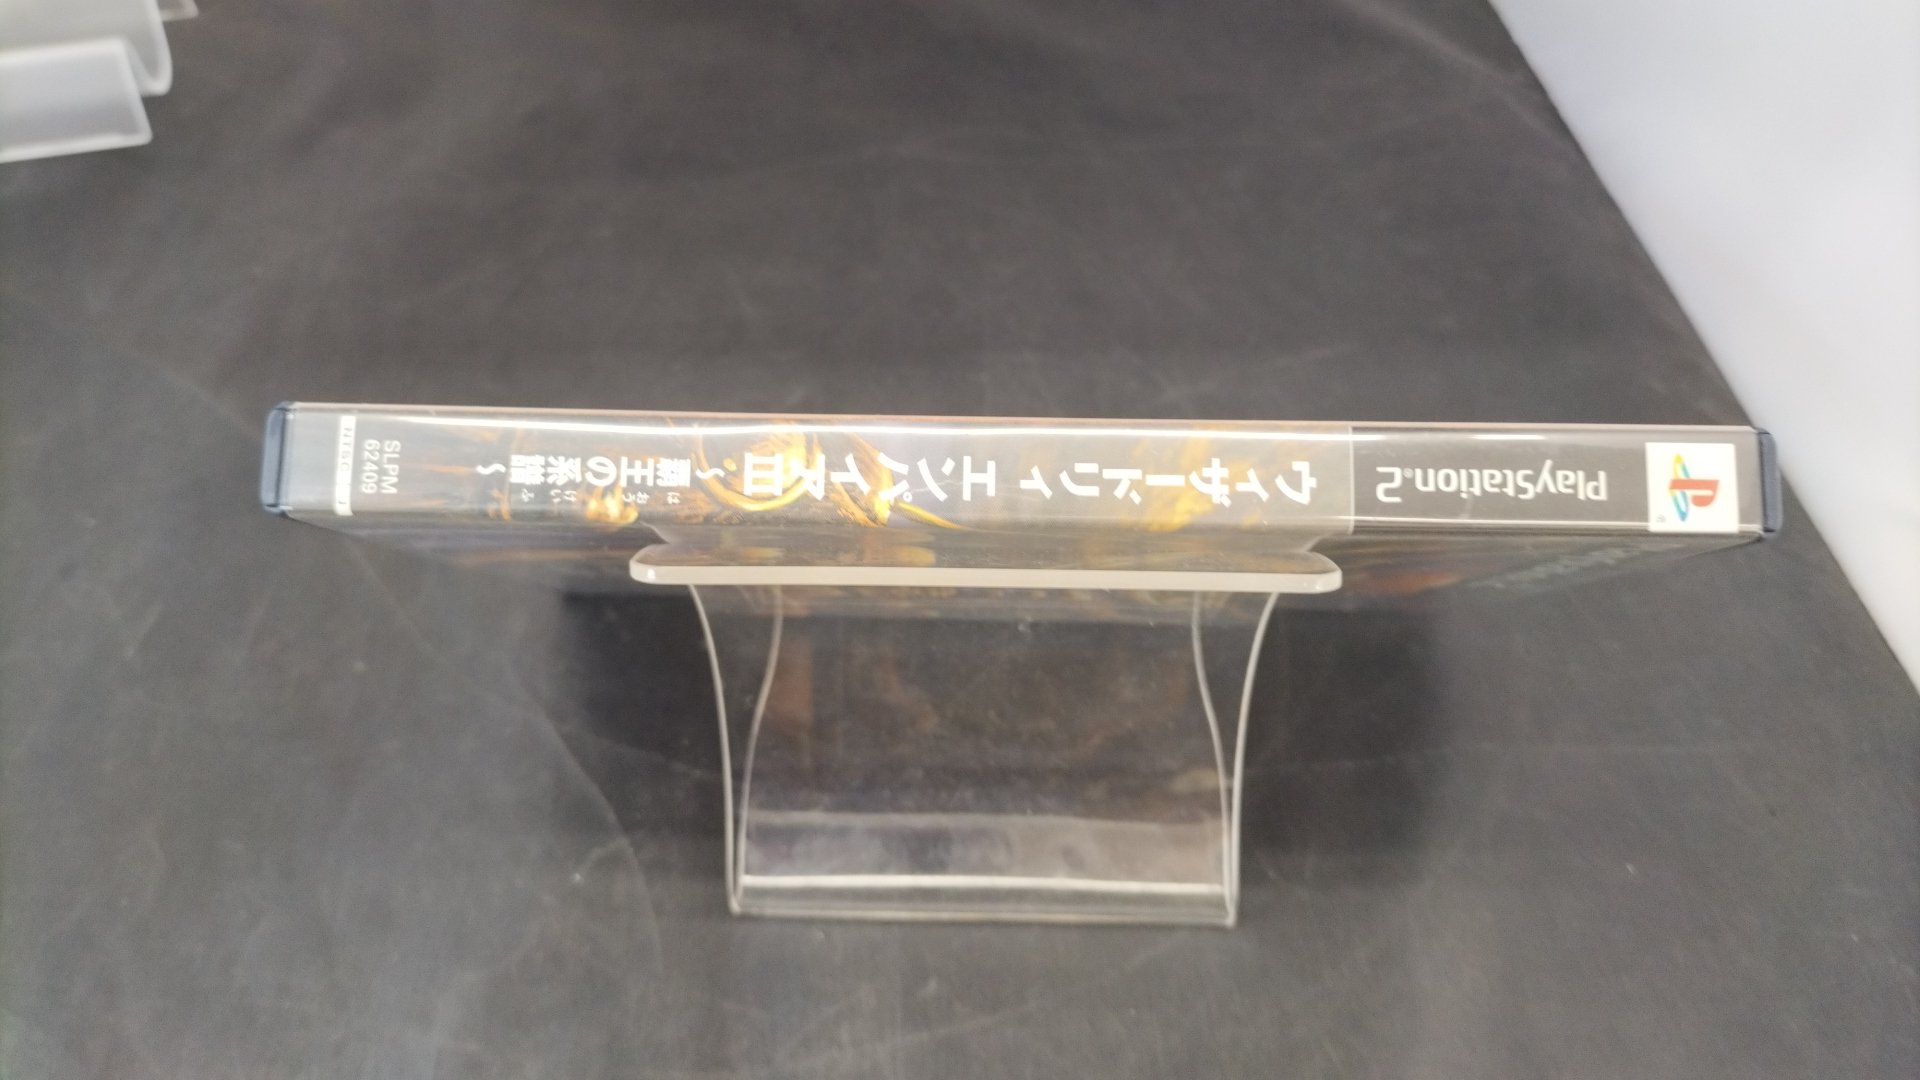 PlayStation®2
ウィザードリィ エンパイアIII
～覇王の系譜～
はおう けいふ
SLPM
62409
NTSC J